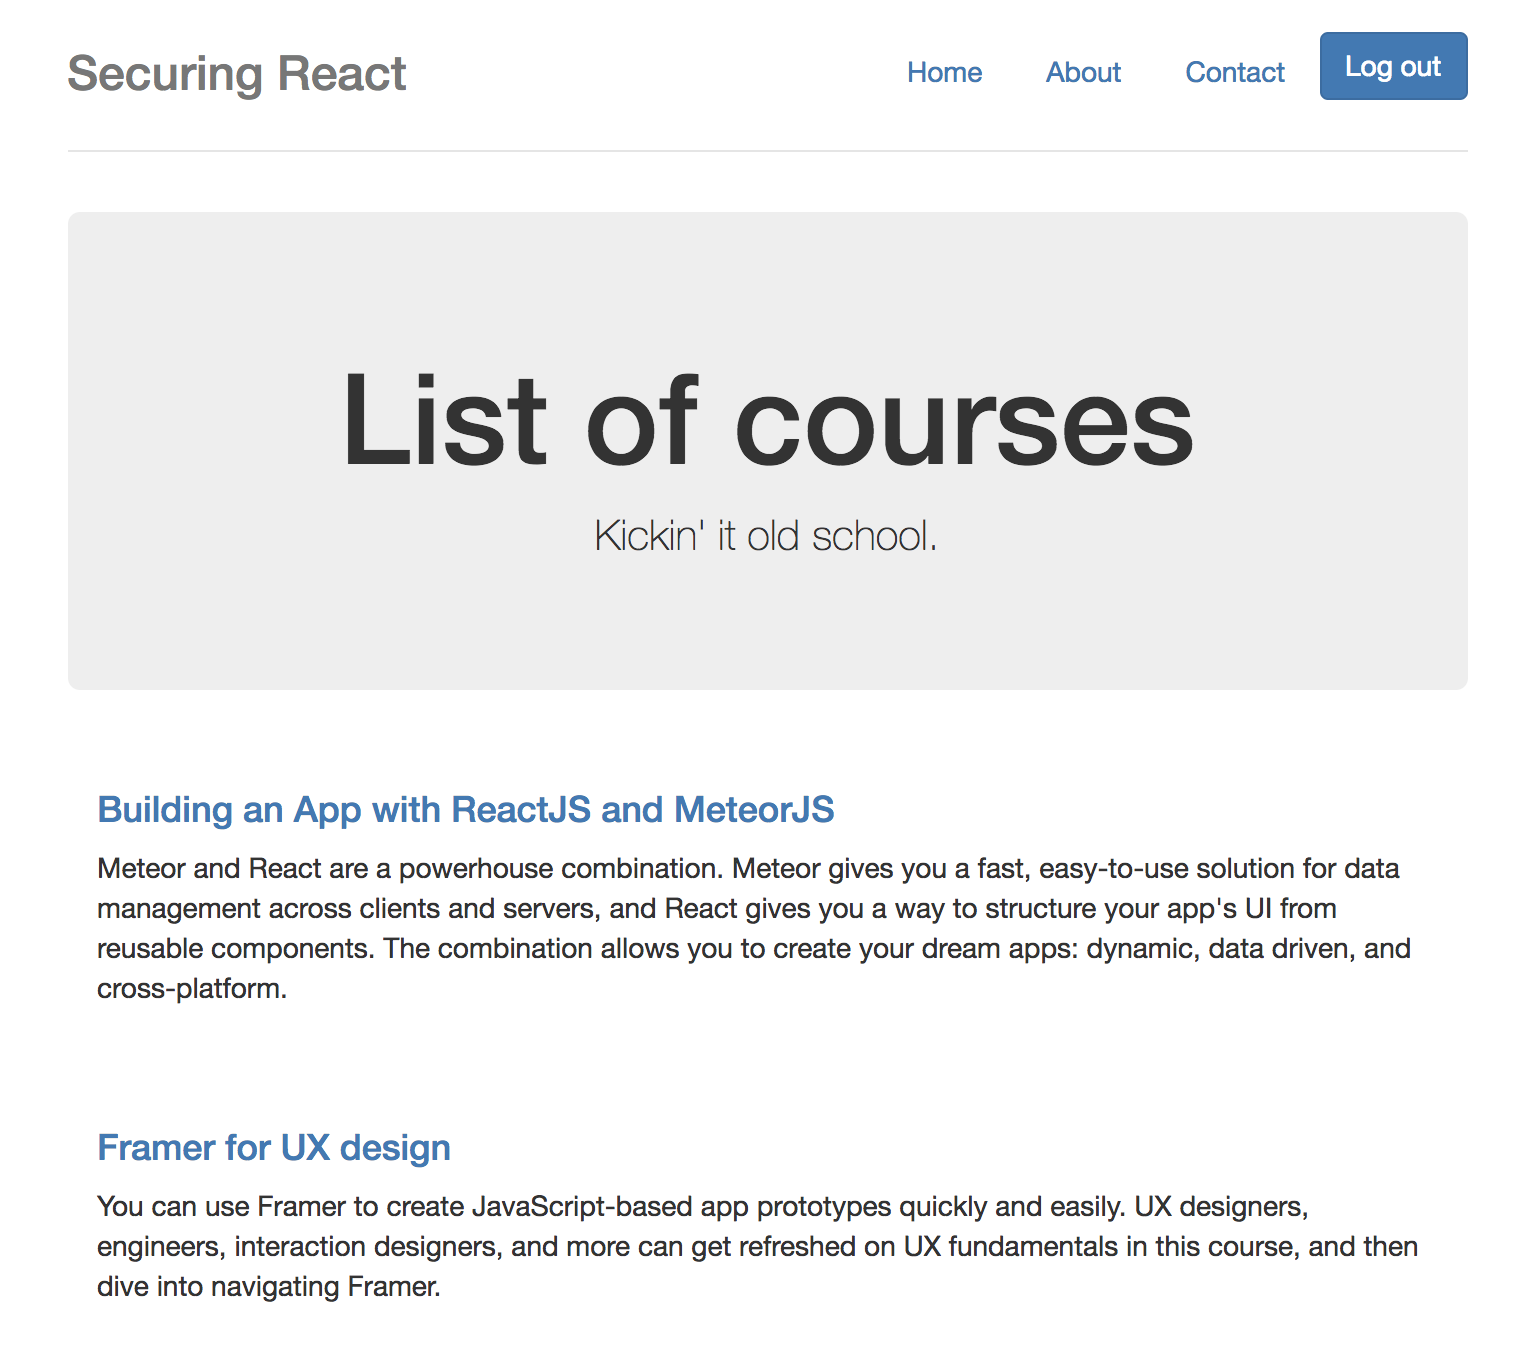 Securing React
Home About Contact Log out
List of courses
Kickin' it old school.
Building an App with ReactJS and MeteorJS
Meteor and React are a powerhouse combination. Meteor gives you a fast, easy-to-use solution for data
management across clients and servers, and React gives you a way to structure your app's UI from
reusable components. The combination allows you to create your dream apps: dynamic, data driven, and
cross-platform.
Framer for UX design
You can use Framer to create JavaScript-based app prototypes quickly and easily. UX designers,
engineers, interaction designers, and more can get refreshed on UX fundamentals in this course, and then
dive into navigating Framer.